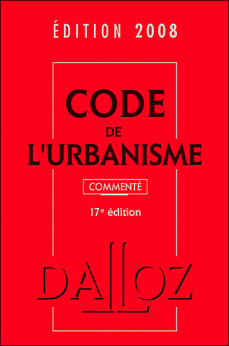 ÉDITION 2008
CODE
DE
L'URBANISME
COMMENTÉ
17e édition
DALLOZ